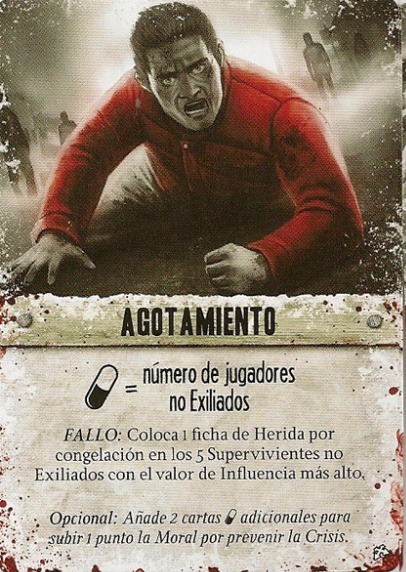 AGOTAMIENTO
= número de jugadores
no Exiliados
FALLO: Coloca 1 ficha de Herida por
congelación en los 5 Supervivientes no
Exiliados con el valor de Influencia más alto.
Opcional: Añade 2 cartas adicionales para
subir 1 punto la Moral por prevenir la Crisis.